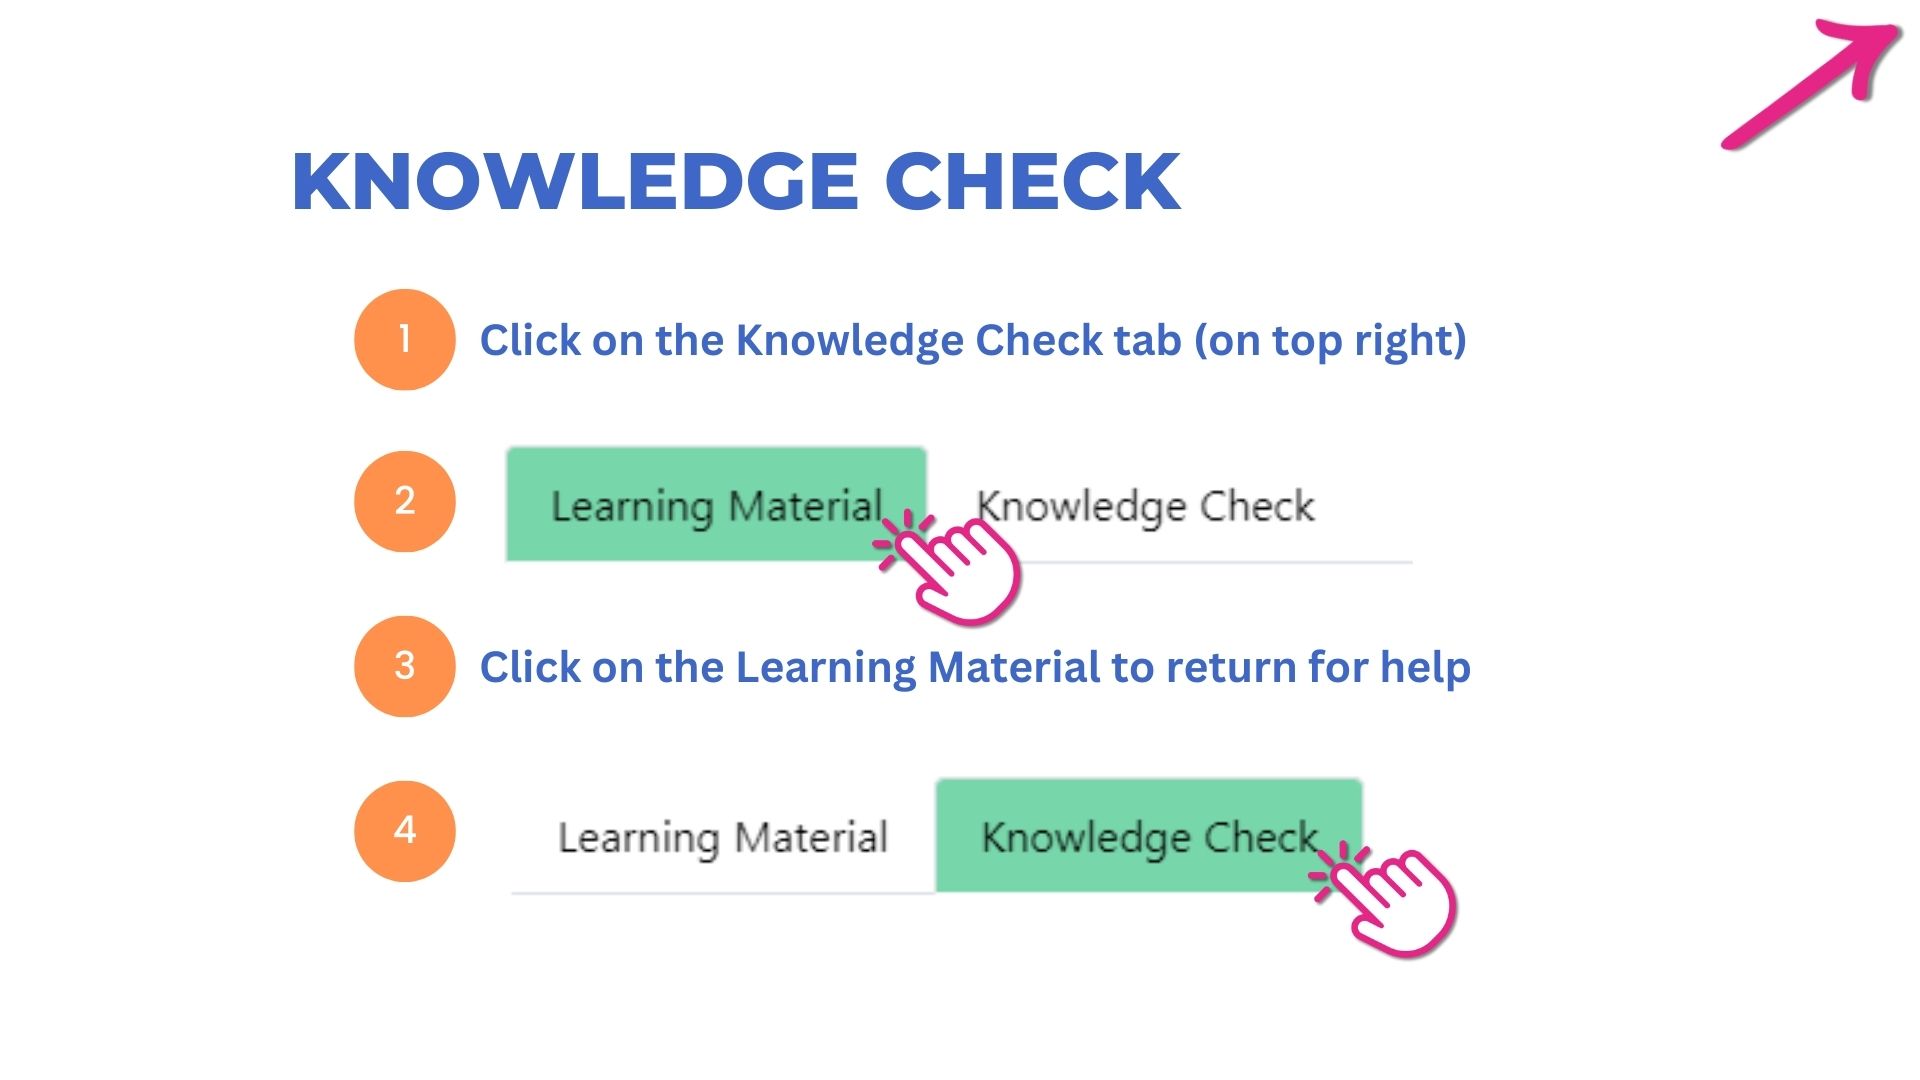 KNOWLEDGE CHECK
1 Click on the Knowledge Check tab (on top right)
2 Learning Material Knowledge Check
3 Click on the Learning Material to return for help
4 Learning Material Knowledge Check